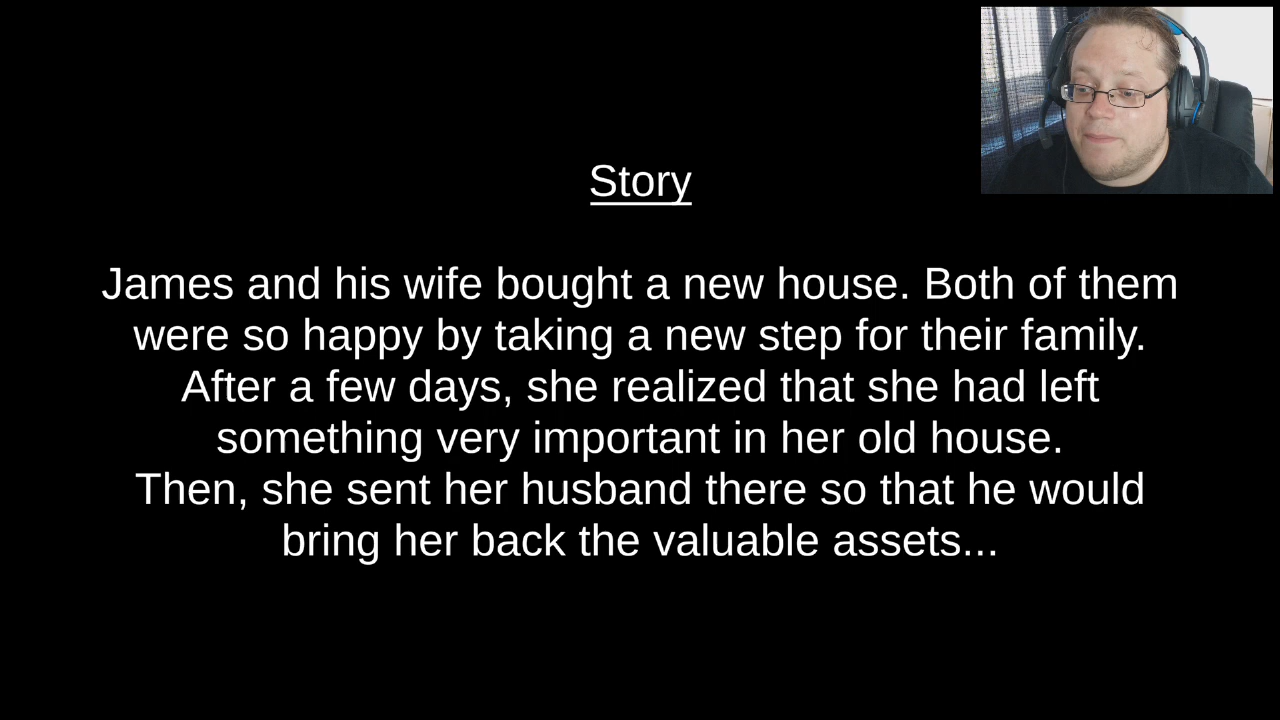 Story
James and his wife bought a new house. Both of them
were so happy by taking a new step for their family.
After a few days, she realized that she had left
something very important in her old house.
Then, she sent her husband there so that he would
bring her back the valuable assets...